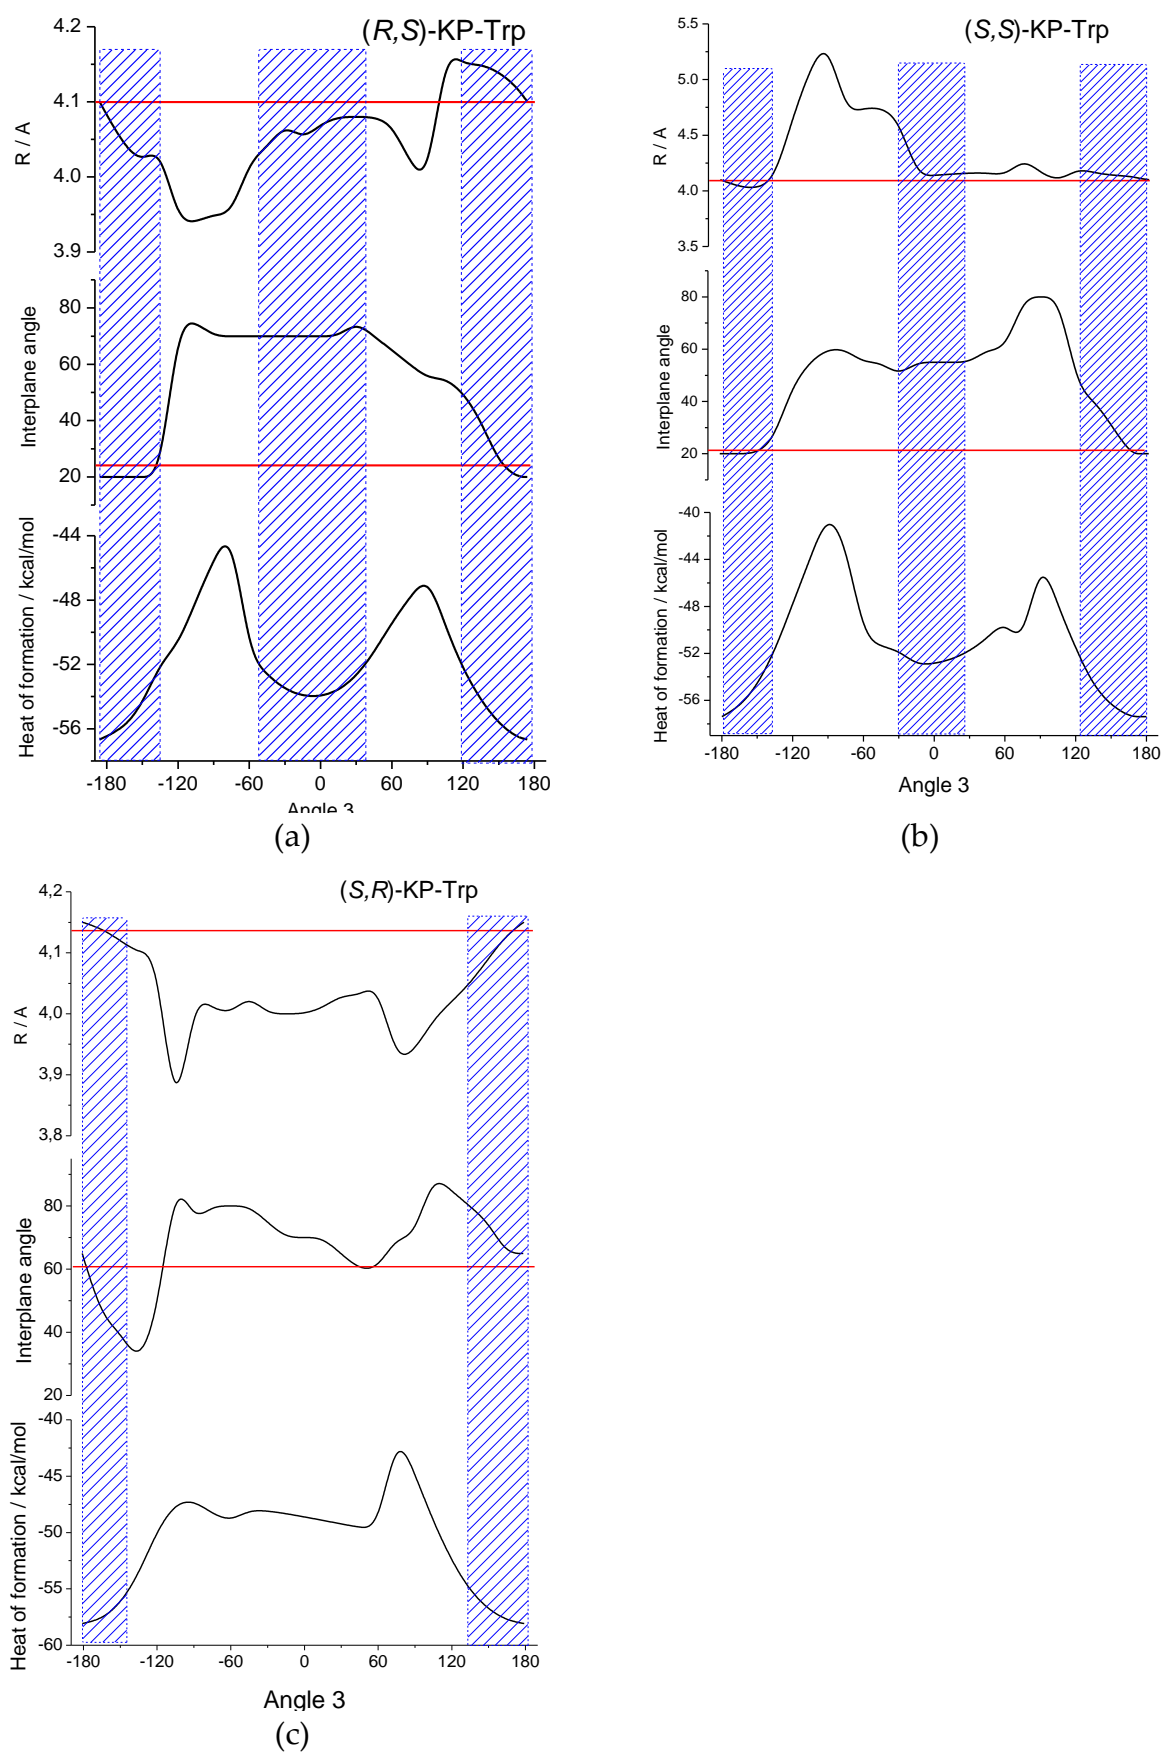 (R,S)-KP-Trp
4.2
4.1
4.0
3.9
R / A
80
60
40
20
Interplane angle
-44
-48
-52
-56
Heat of formation / kcal/mol
-180 -120 -60 0 60 120 180
Angle 3
(a)
(S,S)-KP-Trp
5.5
5.0
4.5
4.0
3.5
R / A
80
60
40
20
Interplane angle
-40
-44
-48
-52
-56
Heat of formation / kcal/mol
-180 -120 -60 0 60 120 180
Angle 3
(b)
(S,R)-KP-Trp
4,2
4,1
4,0
3,9
3,8
R / A
80
60
40
20
Interplane angle
-40
-45
-50
-55
-60
Heat of formation / kcal/mol
-180 -120 -60 0 60 120 180
Angle 3
(c)